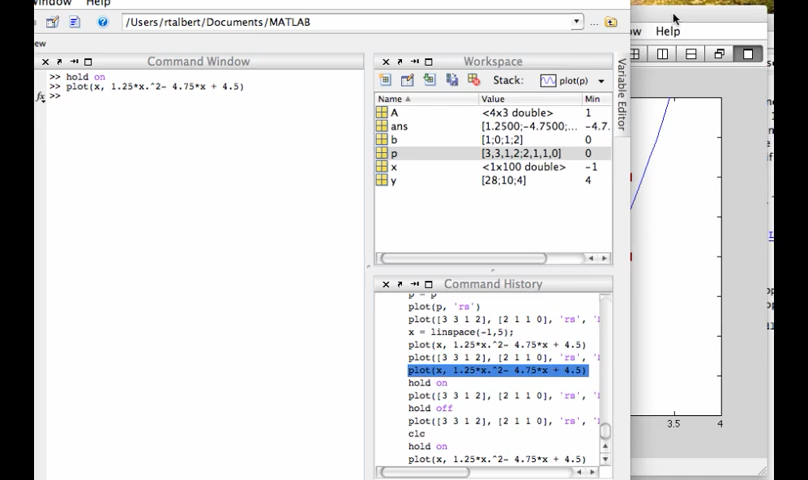 Window Help
/Users/rtalbert/Documents/MATLAB
...
ew
Command Window
>> hold on
>> plot(x, 1.25*x.^2- 4.75*x + 4.5)
fx >>
Workspace
Stack: plot(p)
Name Value Min
A <4x3 double> 1
ans [1.2500;-4.7500;... -4.7.
b [1;0;1;2] 0
p [3,3,1,2;2,1,1,0] 0
x <1x100 double> -1
y [28;10;4] 4
Variable Editor
Command History
p = p
plot(p, 'rs')
plot([3 3 1 2], [2 1 1 0], 'rs', '
x = linspace(-1,5);
plot(x, 1.25*x.^2- 4.75*x + 4.5)
plot([3 3 1 2], [2 1 1 0], 'rs', '
plot(x, 1.25*x.^2- 4.75*x + 4.5)
hold on
plot([3 3 1 2], [2 1 1 0], 'rs', '
hold off
plot([3 3 1 2], [2 1 1 0], 'rs', '
clc
hold on
plot(x, 1.25*x.^2- 4.75*x + 4.5)
ow Help
3.5 4